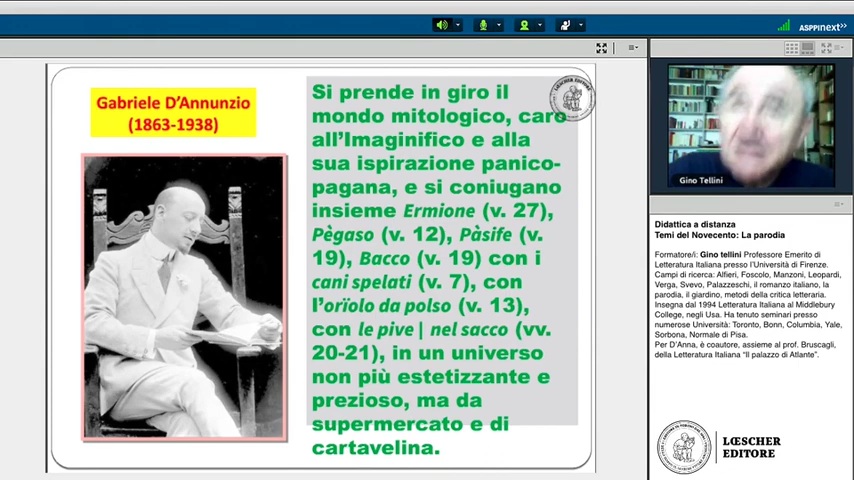 ASPPInext>>
Gabriele D'Annunzio
(1863-1938)
Si prende in giro il
mondo mitologico, caro
all'Imaginifico e alla
sua ispirazione panico-
pagana, e si coniugano
insieme Ermione (v. 27),
Pègaso (v. 12), Pàsife (v.
19), Bacco (v. 19) con i
cani spelati (v. 7), con
l'orïolo da polso (v. 13),
con le pive | nel sacco (vv.
20-21), in un universo
non più estetizzante e
prezioso, ma da
supermercato e di
cartavelina.
LŒSCHER EDITORE
Gino Tellini
Didattica a distanza
Temi del Novecento: La parodia
Formatore/i: Gino tellini Professore Emerito di
Letteratura Italiana presso l'Università di Firenze.
Campi di ricerca: Alfieri, Foscolo, Manzoni, Leopardi,
Verga, Svevo, Palazzeschi, il romanzo italiano, la
parodia, il giardino, metodi della critica letteraria.
Insegna dal 1994 Letteratura Italiana al Middlebury
College, negli Usa. Ha tenuto seminari presso
numerose Università: Toronto, Bonn, Columbia, Yale,
Sorbona, Normale di Pisa.
Per D'Anna, è coautore, assieme al prof. Bruscagli,
della Letteratura Italiana "Il palazzo di Atlante".
LŒSCHER
EDITORE